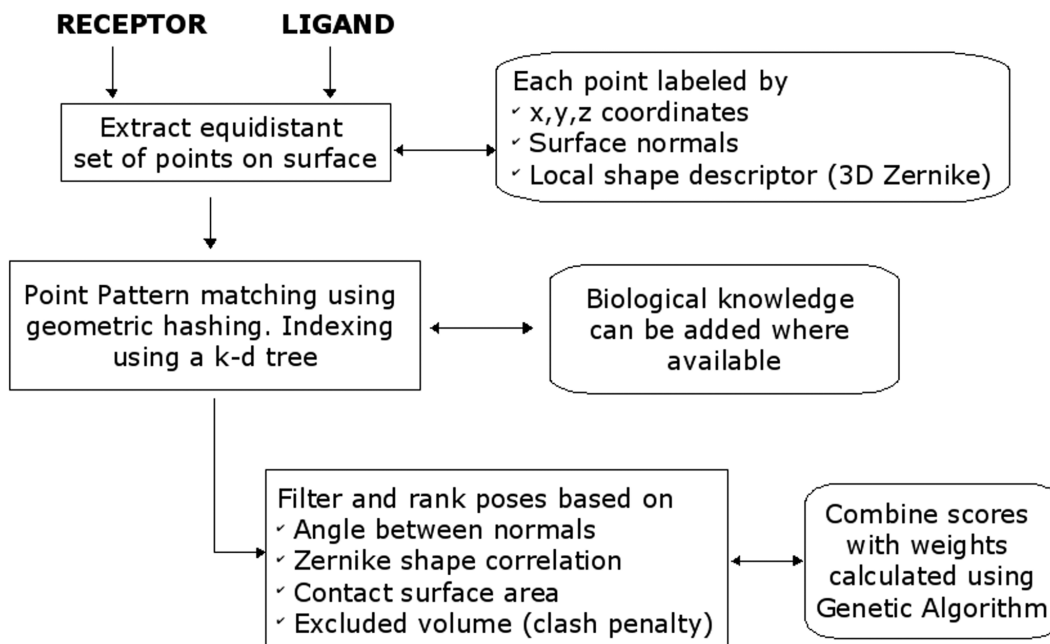 RECEPTOR LIGAND
Extract equidistant
set of points on surface
Each point labeled by
✓ x,y,z coordinates
✓ Surface normals
✓ Local shape descriptor (3D Zernike)
Point Pattern matching using
geometric hashing. Indexing
using a k-d tree
Biological knowledge
can be added where
available
Filter and rank poses based on
✓ Angle between normals
✓ Zernike shape correlation
✓ Contact surface area
✓ Excluded volume (clash penalty)
Combine scores
with weights
calculated using
Genetic Algorithm